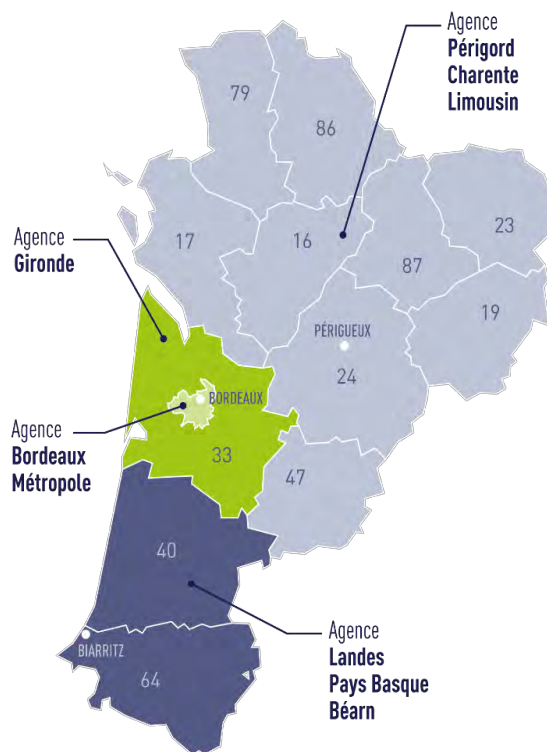 Agence
Périgord
Charente
Limousin
79
86
Agence
Gironde
17
16
23
87
19
PÉRIGUEUX
24
BORDEAUX
Agence
Bordeaux
Métropole
33
47
40
Agence
Landes
Pays Basque
Béarn
BIARRITZ
64